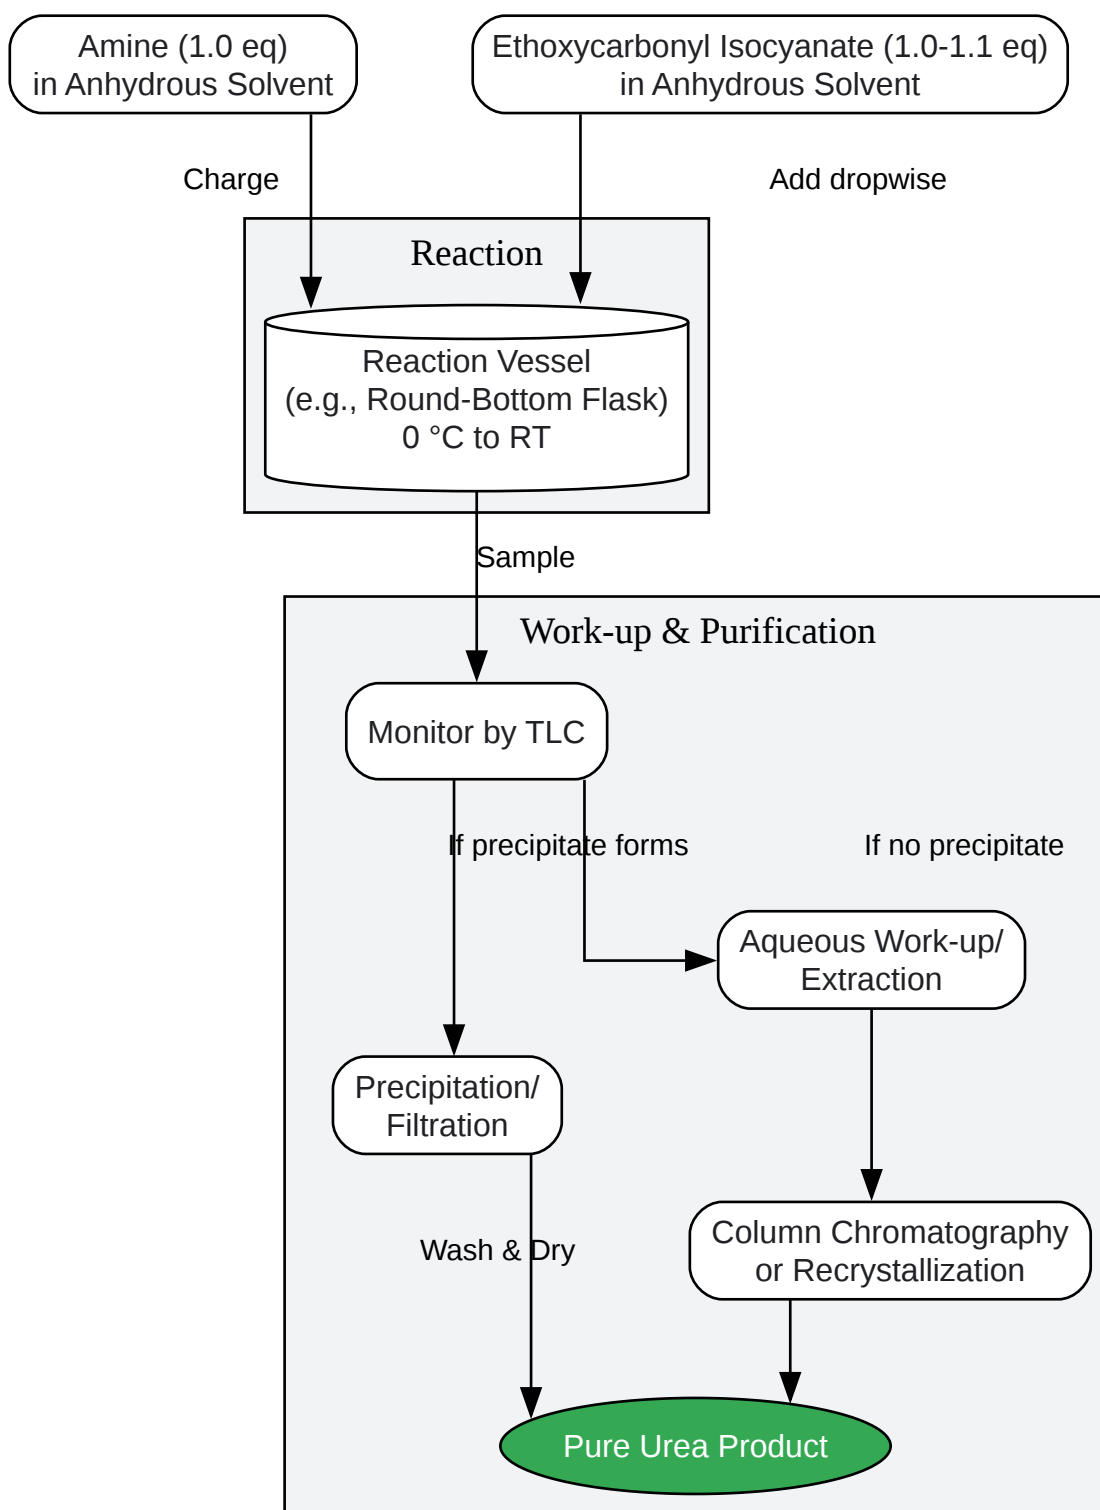 Amine (1.0 eq)
in Anhydrous Solvent
Ethoxycarbonyl Isocyanate (1.0-1.1 eq)
in Anhydrous Solvent
Charge
Add dropwise
Reaction
Reaction Vessel
(e.g., Round-Bottom Flask)
0 °C to RT
Sample
Work-up & Purification
Monitor by TLC
If precipitate forms
If no precipitate
Aqueous Work-up/
Extraction
Precipitation/
Filtration
Wash & Dry
Column Chromatography
or Recrystallization
Pure Urea Product